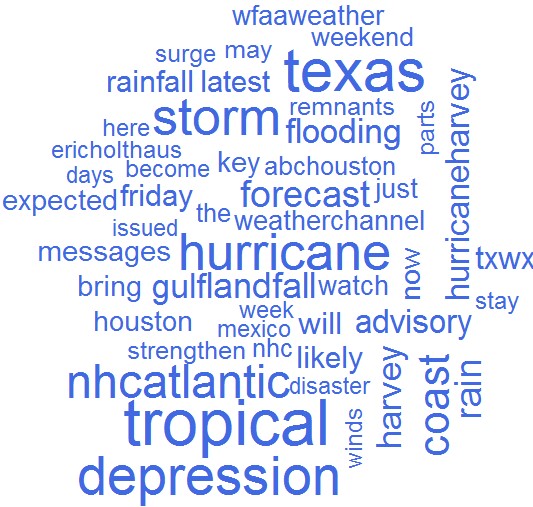 wfaaweather
weekend
surge may
texas
rainfall latest
storm
remnants
parts
hurricaneharvey
here
flooding
ericholthaus
days
become
key
abchouston
expected
friday
forecast
just
issued
the
weatherchannel
messages
hurricane
now
txwx
bring
gulf
landfall
watch
stay
houston
week
mexico
will
advisory
strengthen
nhc
likely
harvey
coast
rain
nhcatlantic
disaster
tropical
winds
depression